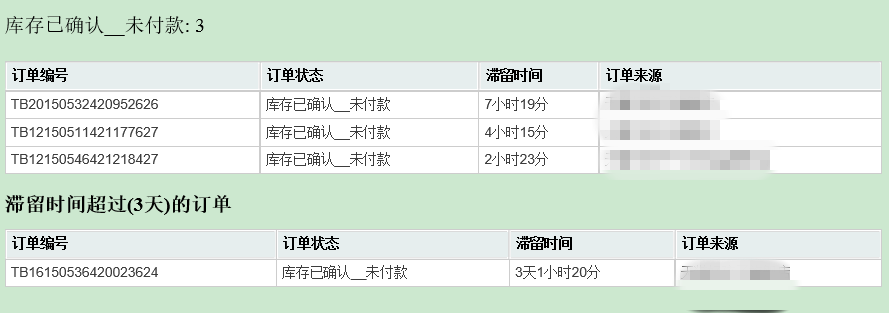 库存已确认__未付款: 3
订单编号 订单状态 滞留时间 订单来源
TB20150532420952626 库存已确认__未付款 7小时19分
TB12150511421177627 库存已确认__未付款 4小时15分
TB12150546421218427 库存已确认__未付款 2小时23分
滞留时间超过(3天)的订单
订单编号 订单状态 滞留时间 订单来源
TB16150536420023624 库存已确认__未付款 3天1小时20分